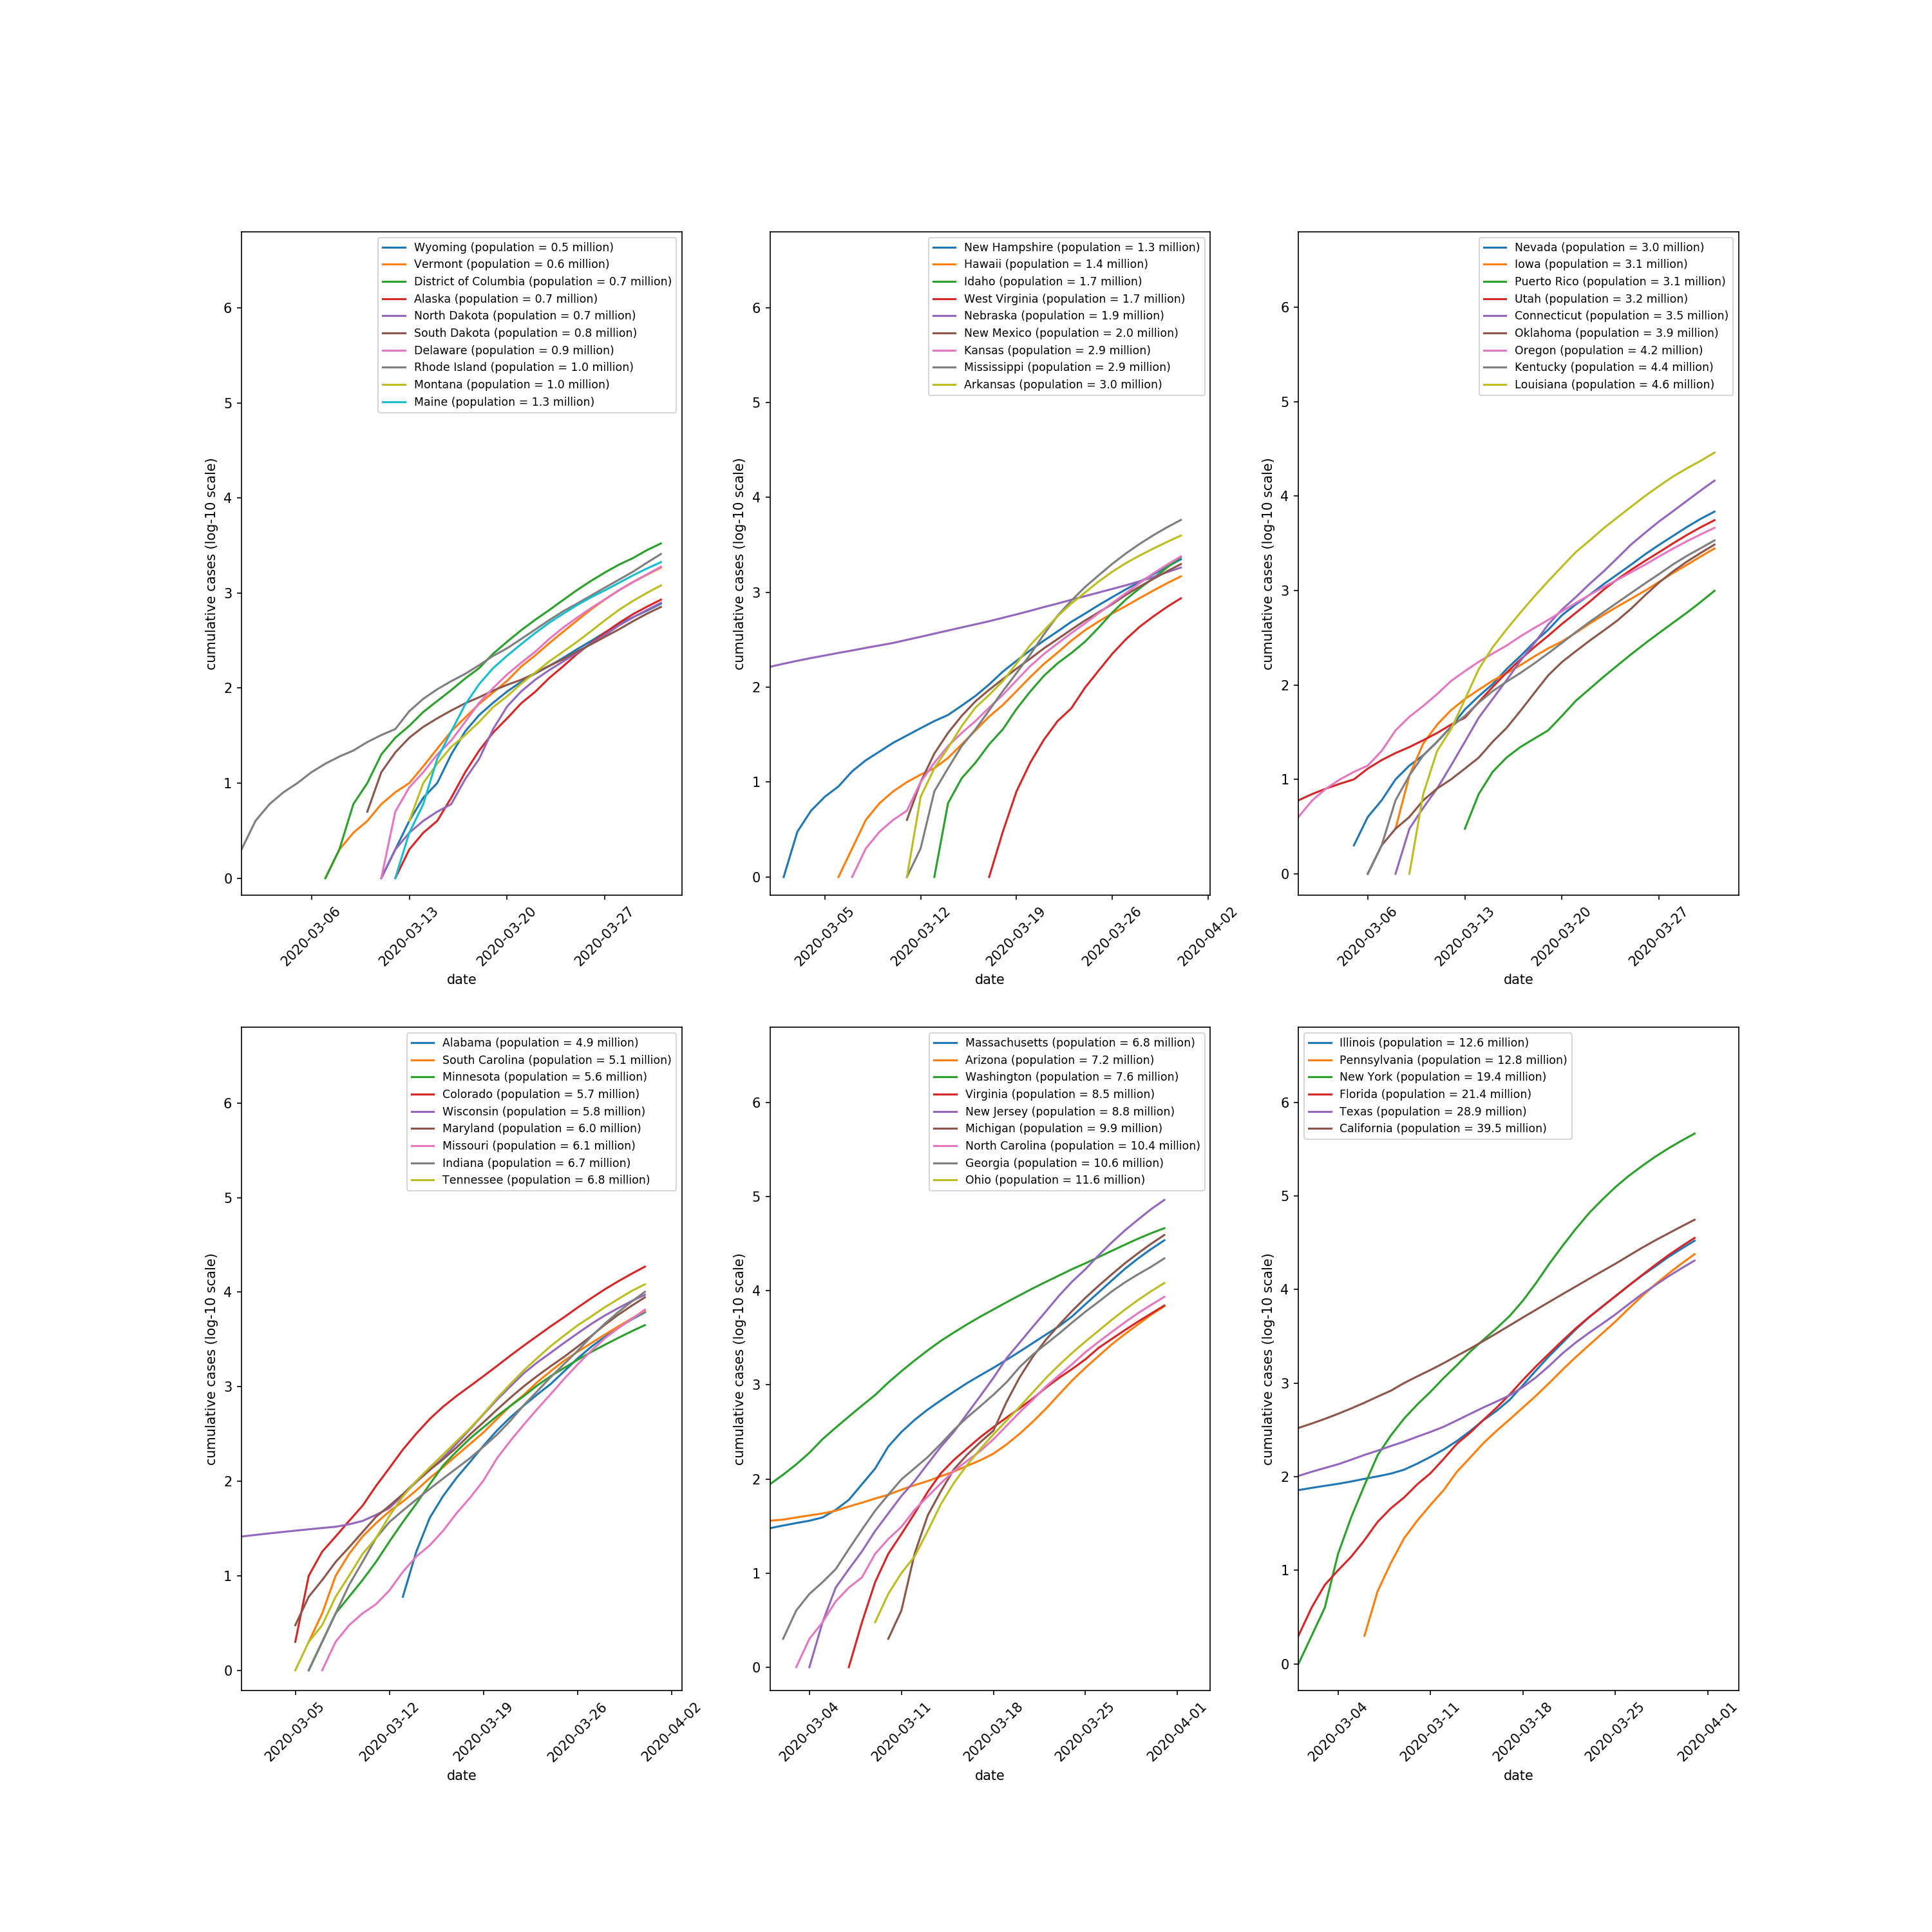 Wyoming (population = 0.5 million)
Vermont (population = 0.6 million)
District of Columbia (population = 0.7 million)
Alaska (population = 0.7 million)
North Dakota (population = 0.7 million)
South Dakota (population = 0.8 million)
Delaware (population = 0.9 million)
Rhode Island (population = 1.0 million)
Montana (population = 1.0 million)
Maine (population = 1.3 million)
6
5
4
3
2
1
0
cumulative cases (log-10 scale)
2020-03-06
2020-03-13
2020-03-20
2020-03-27
date
New Hampshire (population = 1.3 million)
Hawaii (population = 1.4 million)
Idaho (population = 1.7 million)
West Virginia (population = 1.7 million)
Nebraska (population = 1.9 million)
New Mexico (population = 2.0 million)
Kansas (population = 2.9 million)
Mississippi (population = 2.9 million)
Arkansas (population = 3.0 million)
6
5
4
3
2
1
0
cumulative cases (log-10 scale)
2020-03-05
2020-03-12
2020-03-19
2020-03-26
2020-04-02
date
Nevada (population = 3.0 million)
Iowa (population = 3.1 million)
Puerto Rico (population = 3.1 million)
Utah (population = 3.2 million)
Connecticut (population = 3.5 million)
Oklahoma (population = 3.9 million)
Oregon (population = 4.2 million)
Kentucky (population = 4.4 million)
Louisiana (population = 4.6 million)
6
5
4
3
2
1
0
cumulative cases (log-10 scale)
2020-03-06
2020-03-13
2020-03-20
2020-03-27
date
Alabama (population = 4.9 million)
South Carolina (population = 5.1 million)
Minnesota (population = 5.6 million)
Colorado (population = 5.7 million)
Wisconsin (population = 5.8 million)
Maryland (population = 6.0 million)
Missouri (population = 6.1 million)
Indiana (population = 6.7 million)
Tennessee (population = 6.8 million)
6
5
4
3
2
1
0
cumulative cases (log-10 scale)
2020-03-05
2020-03-12
2020-03-19
2020-03-26
2020-04-02
date
Massachusetts (population = 6.8 million)
Arizona (population = 7.2 million)
Washington (population = 7.6 million)
Virginia (population = 8.5 million)
New Jersey (population = 8.8 million)
Michigan (population = 9.9 million)
North Carolina (population = 10.4 million)
Georgia (population = 10.6 million)
Ohio (population = 11.6 million)
6
5
4
3
2
1
0
cumulative cases (log-10 scale)
2020-03-04
2020-03-11
2020-03-18
2020-03-25
2020-04-01
date
Illinois (population = 12.6 million)
Pennsylvania (population = 12.8 million)
New York (population = 19.4 million)
Florida (population = 21.4 million)
Texas (population = 28.9 million)
California (population = 39.5 million)
6
5
4
3
2
1
0
cumulative cases (log-10 scale)
2020-03-04
2020-03-11
2020-03-18
2020-03-25
2020-04-01
date